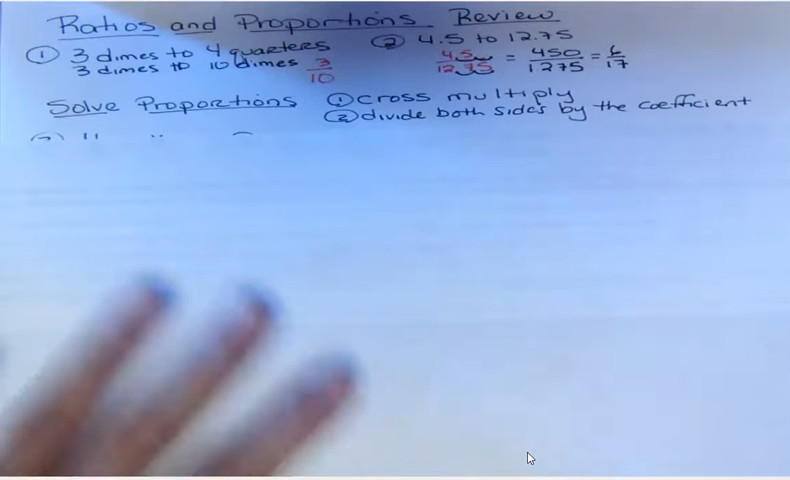 Ratios and Proportions Review
① 3 dimes to 4 quarters
3 dimes to 10 dimes 3/10
② 4.5 to 12.75
4.5/12.75 = 450/1275 = 6/17
Solve Proportions ① cross multiply
② divide both sides by the coefficient